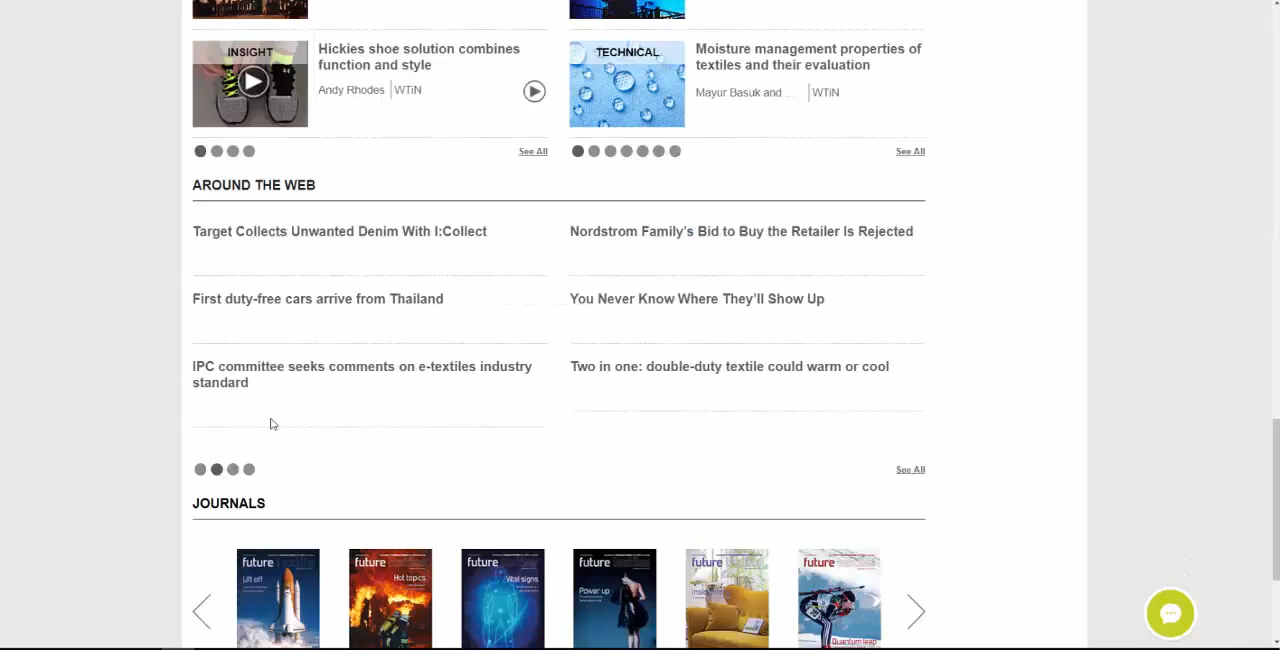 INSIGHT
Hickies shoe solution combines
function and style
Andy Rhodes WTiN
TECHNICAL
Moisture management properties of
textiles and their evaluation
Mayur Basuk and ... WTiN
See All
See All
AROUND THE WEB
Target Collects Unwanted Denim With I:Collect
Nordstrom Family's Bid to Buy the Retailer Is Rejected
First duty-free cars arrive from Thailand
You Never Know Where They'll Show Up
IPC committee seeks comments on e-textiles industry
standard
Two in one: double-duty textile could warm or cool
See All
JOURNALS
future
Lift off
future
Hot topics
future
Vital signs
future
Power up
future
future
Quantum leap